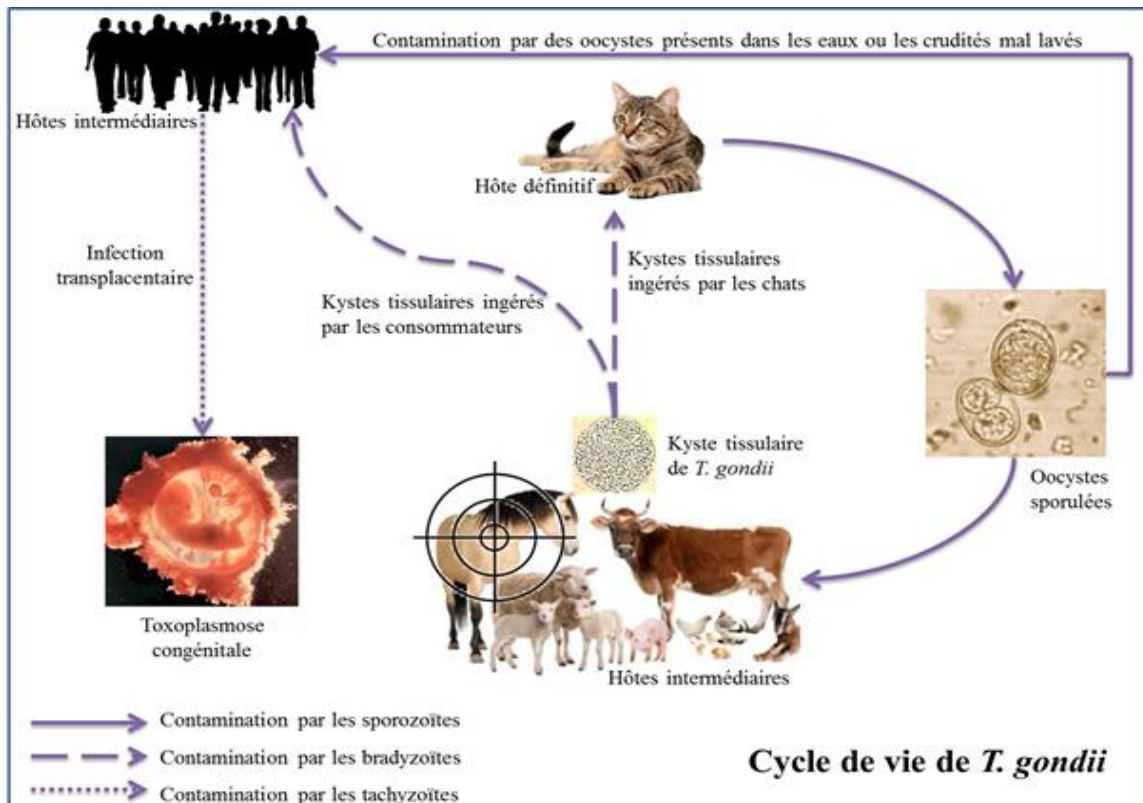 Contamination par des oocystes présents dans les eaux ou les crudités mal lavés
Hôtes intermédiaires
Hôte définitif
Infection
transplacentaire
Kystes tissulaires ingérés
par les consommateurs
Kystes tissulaires
ingérés par les chats
Kyste tissulaire
de T. gondii
Oocystes
sporulées
Toxoplasmose
congénitale
Hôtes intermédiaires
Contamination par les sporozoïtes
Contamination par les bradyzoïtes
Contamination par les tachyzoïtes
Cycle de vie de T. gondii